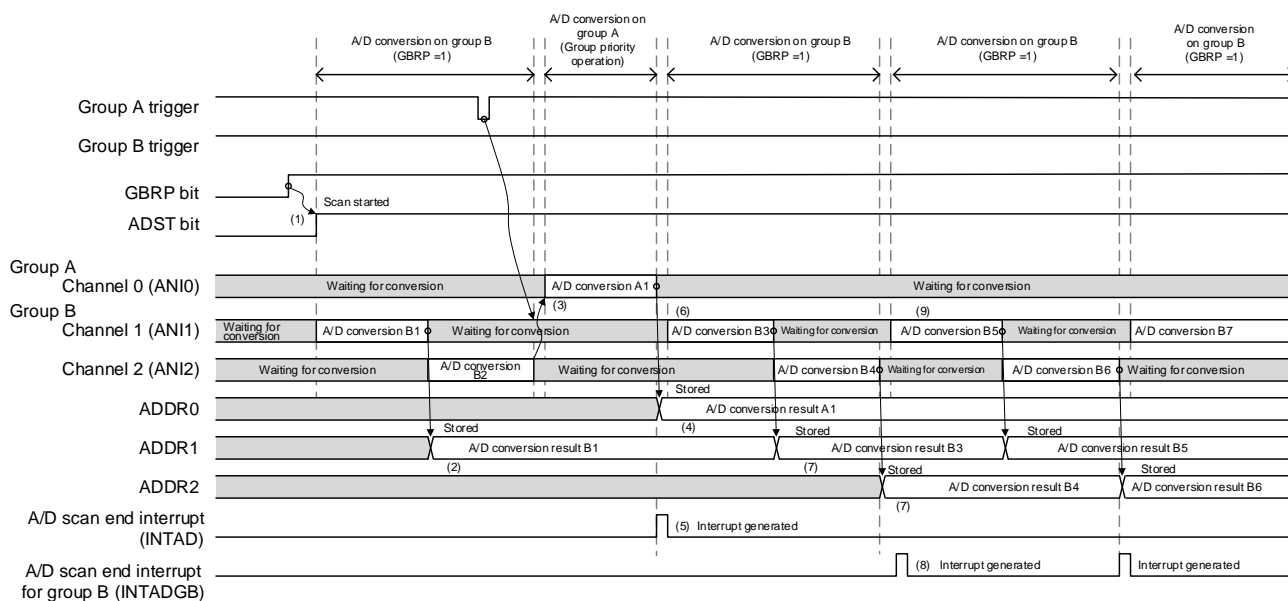 A/D conversion on group B
(GBRP =1)
A/D conversion on
group A
(Group priority
operation)
A/D conversion on group B
(GBRP =1)
A/D conversion on group B
(GBRP =1)
A/D conversion
on group B
(GBRP =1)
Group A trigger
Group B trigger
GBRP bit
(1)
Scan started
ADST bit
Group A
Channel 0 (ANI0)
Waiting for conversion
A/D conversion A1
Waiting for conversion
(3)
(6)
(9)
Group B
Channel 1 (ANI1)
Waiting for
conversion
A/D conversion B1
Waiting for conversion
A/D conversion B3
Waiting for conversion
A/D conversion B5
Waiting for conversion
A/D conversion B7
Channel 2 (ANI2)
Waiting for conversion
A/D conversion
B2
Waiting for conversion
A/D conversion B4
Waiting for conversion
A/D conversion B6
Waiting for conversion
Stored
ADDR0
A/D conversion result A1
(4)
Stored
Stored
Stored
ADDR1
A/D conversion result B1
A/D conversion result B3
A/D conversion result B5
(2)
(7)
Stored
Stored
ADDR2
A/D conversion result B4
A/D conversion result B6
(7)
A/D scan end interrupt
(INTAD)
(5) Interrupt generated
A/D scan end interrupt
for group B (INTADGB)
(8) Interrupt generated
Interrupt generated